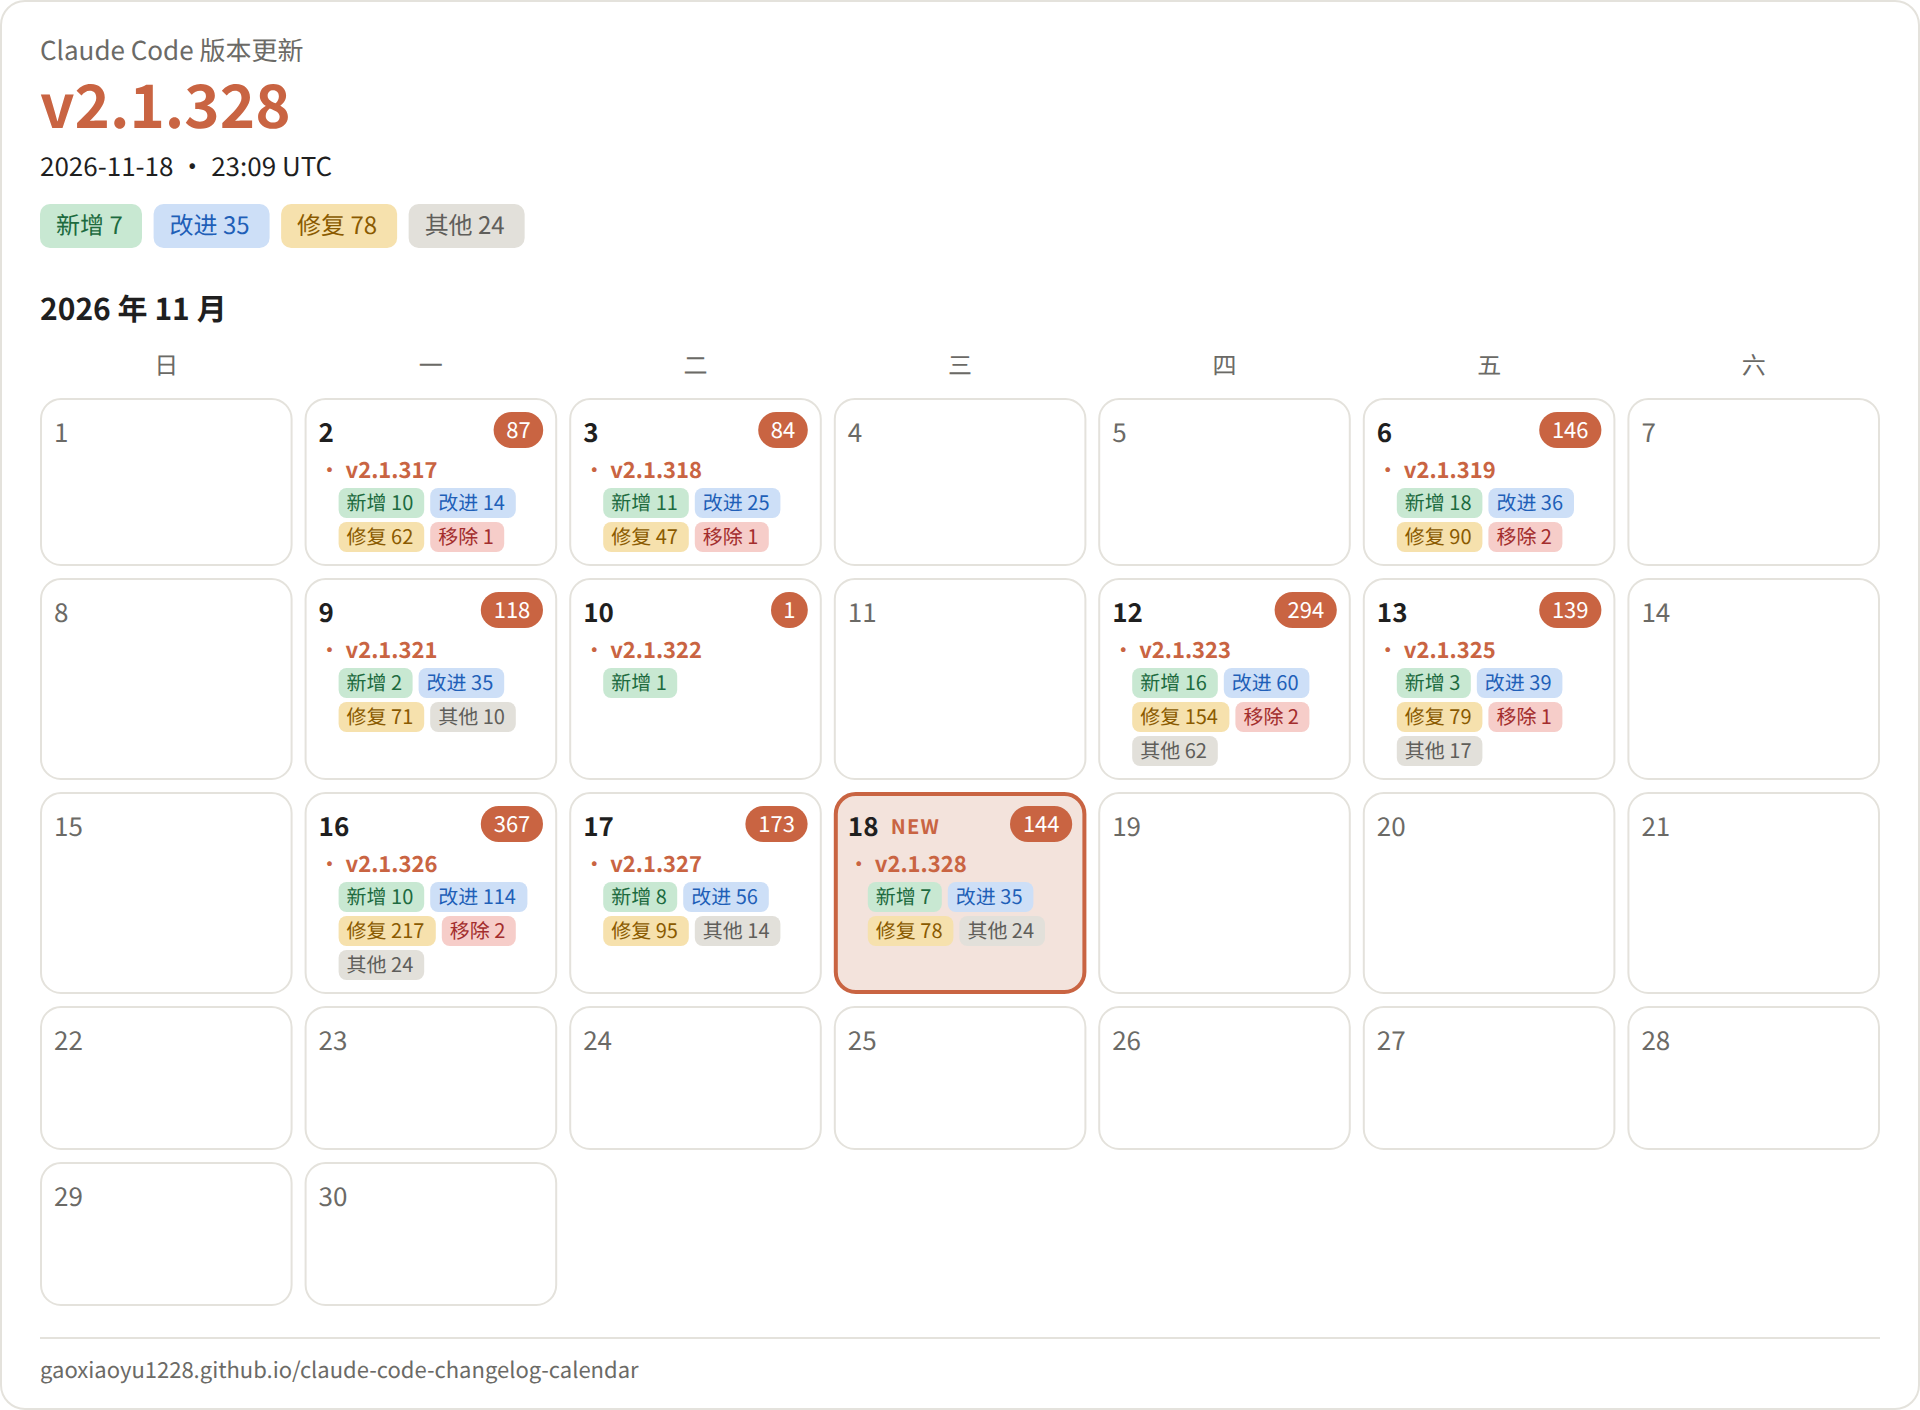 Claude Code 版本更新
v2.1.328
2026-11-18 • 23:09 UTC
新增 7 改进 35 修复 78 其他 24
2026 年 11 月
日 一 二 三 四 五 六
1
2 87
• v2.1.317
新增 10 改进 14
修复 62 移除 1
3 84
• v2.1.318
新增 11 改进 25
修复 47 移除 1
4
5
6 146
• v2.1.319
新增 18 改进 36
修复 90 移除 2
7
8
9 118
• v2.1.321
新增 2 改进 35
修复 71 其他 10
10 1
• v2.1.322
新增 1
11
12 294
• v2.1.323
新增 16 改进 60
修复 154 移除 2
其他 62
13 139
• v2.1.325
新增 3 改进 39
修复 79 移除 1
其他 17
14
15
16 367
• v2.1.326
新增 10 改进 114
修复 217 移除 2
其他 24
17 173
• v2.1.327
新增 8 改进 56
修复 95 其他 14
18 NEW 144
• v2.1.328
新增 7 改进 35
修复 78 其他 24
19
20
21
22
23
24
25
26
27
28
29
30
gaoxiaoyu1228.github.io/claude-code-changelog-calendar